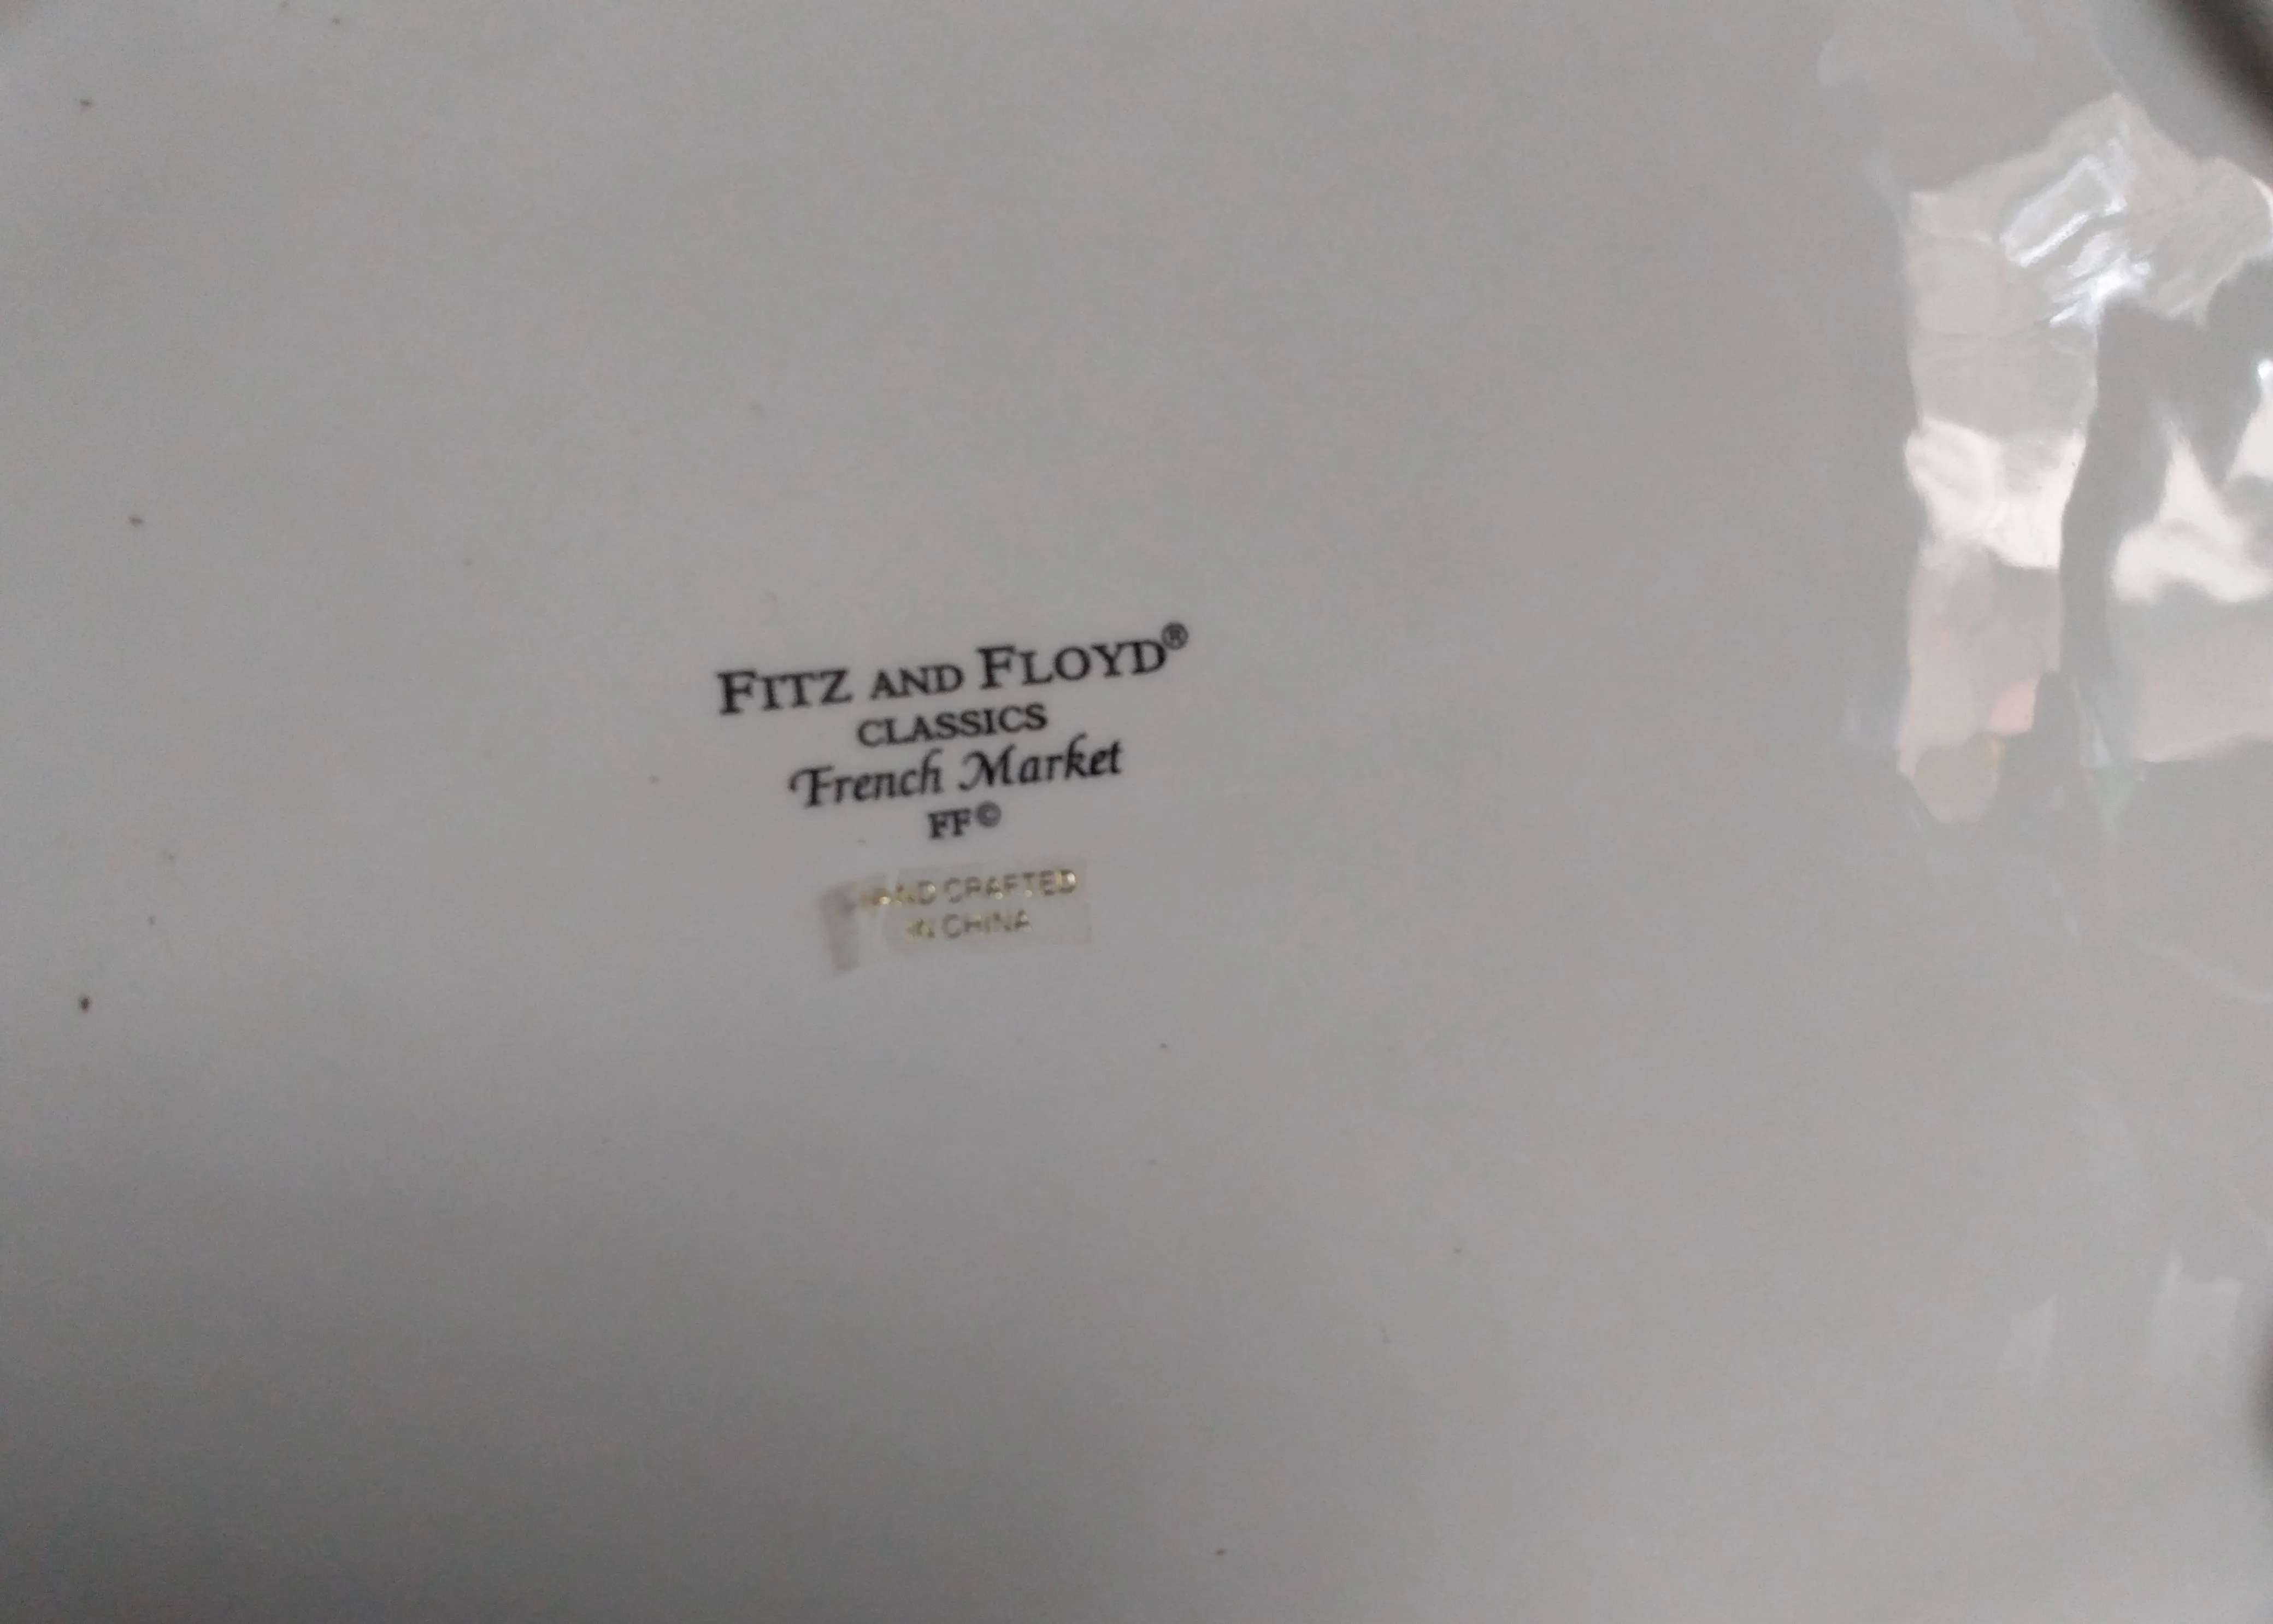 FITZ AND FLOYD®
CLASSICS
French Market
FF©
HAND CRAFTED
IN CHINA